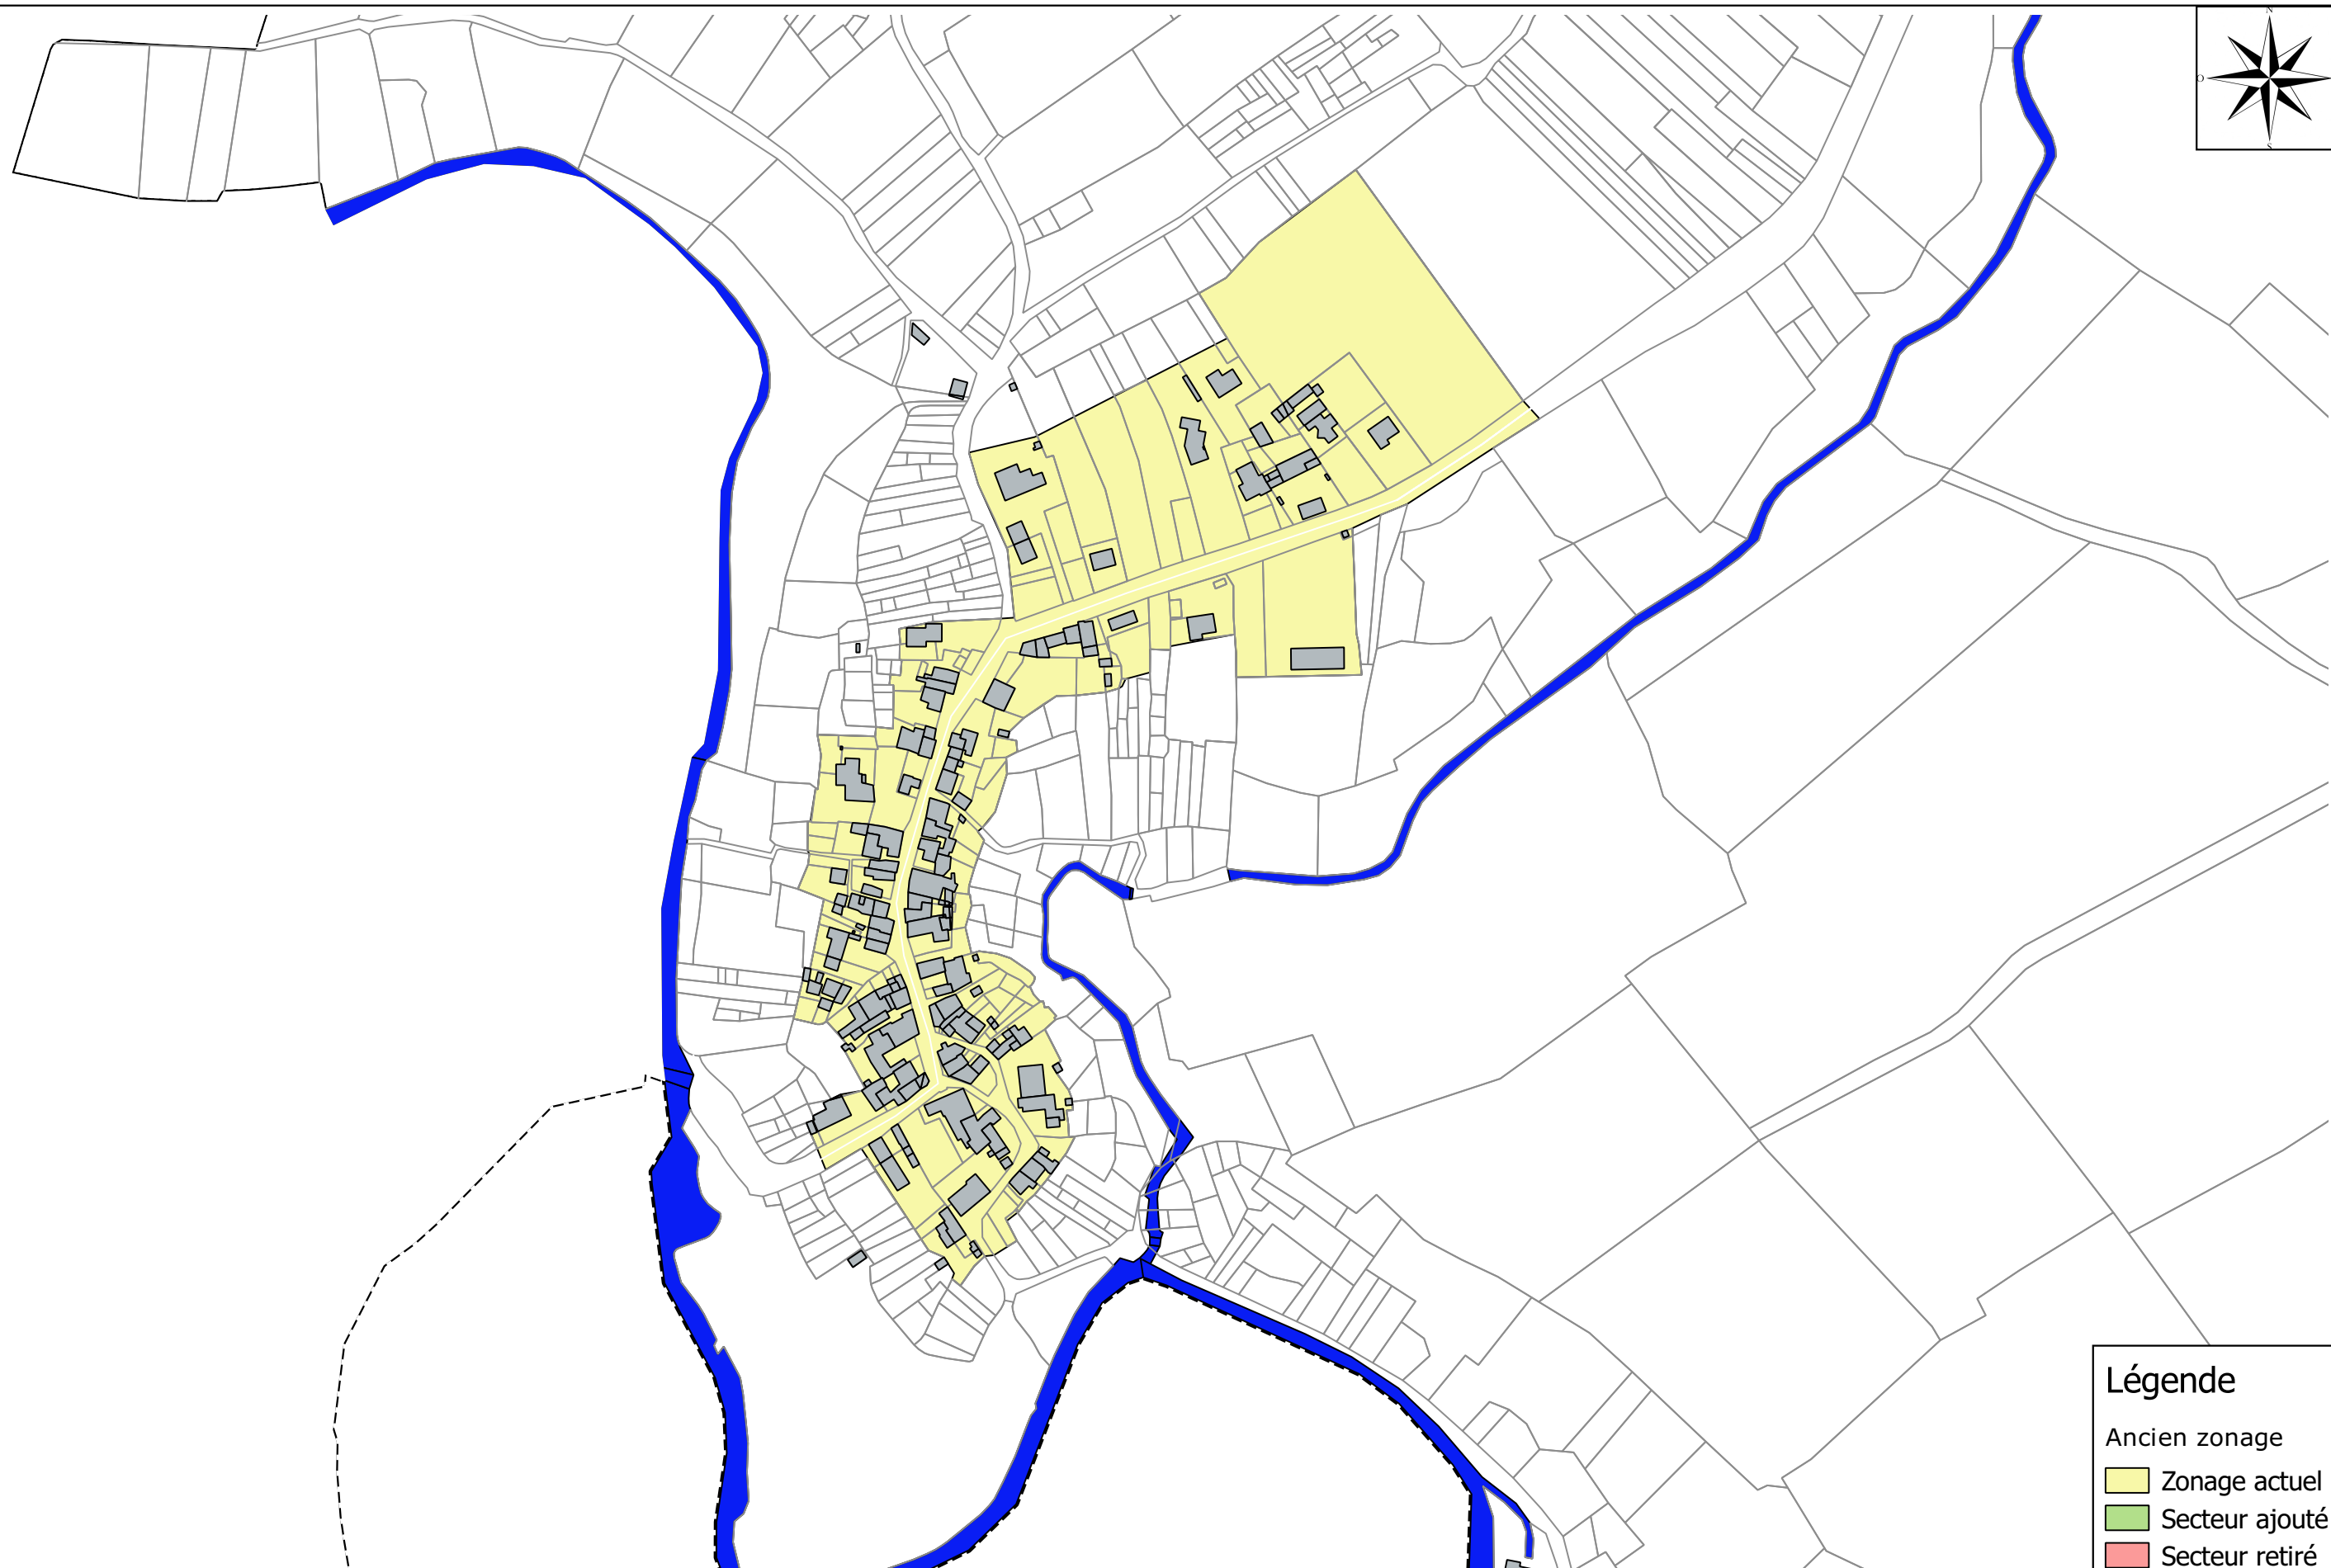 N
O
S
Légende
Ancien zonage
Zonage actuel
Secteur ajouté
Secteur retiré